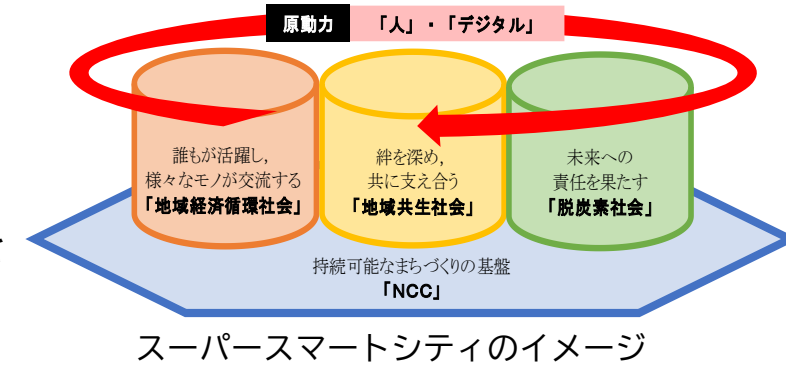 原動力 「人」・「デジタル」
誰もが活躍し,
様々なモノが交流する
「地域経済循環社会」
絆を深め,
共に支え合う
「地域共生社会」
未来への
責任を果たす
「脱炭素社会」
持続可能なまちづくりの基盤
「NCC」
スーパースマートシティのイメージ